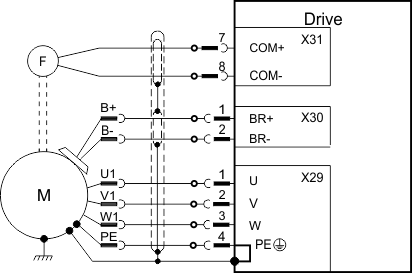 Drive
7 X31
F COM+
8
COM-
B+ 1 X30
BR+
B- 2
BR-
U1 1 X29
U
V1 2
M V
W1 3
W
PE 4
PE